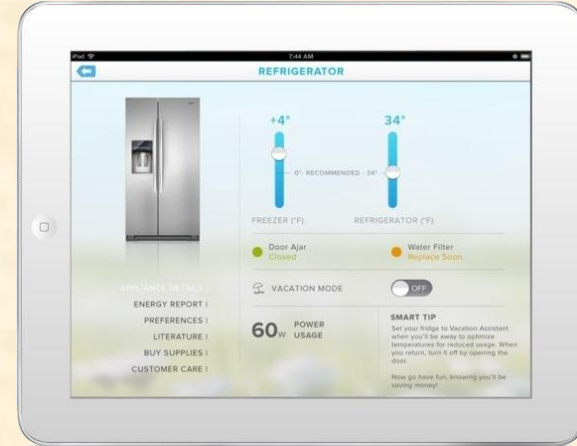 iPod 7:44 AM
REFRIGERATOR
+4° 34°
0°- RECOMMENDED - 34°
FREEZER (°F) REFRIGERATOR (°F)
Door Ajar
Closed
Water Filter
Replace Soon
VACATION MODE OFF
60W POWER USAGE
APPLIANCE DETAILS |
ENERGY REPORT |
PREFERENCES |
LITERATURE |
BUY SUPPLIES |
CUSTOMER CARE |
SMART TIP
Set your fridge to Vacation Assistant
when you'll be away to optimize
temperatures for reduced usage. When
you return, turn it off by opening the
door.
Now go have fun, knowing you'll be
saving money!